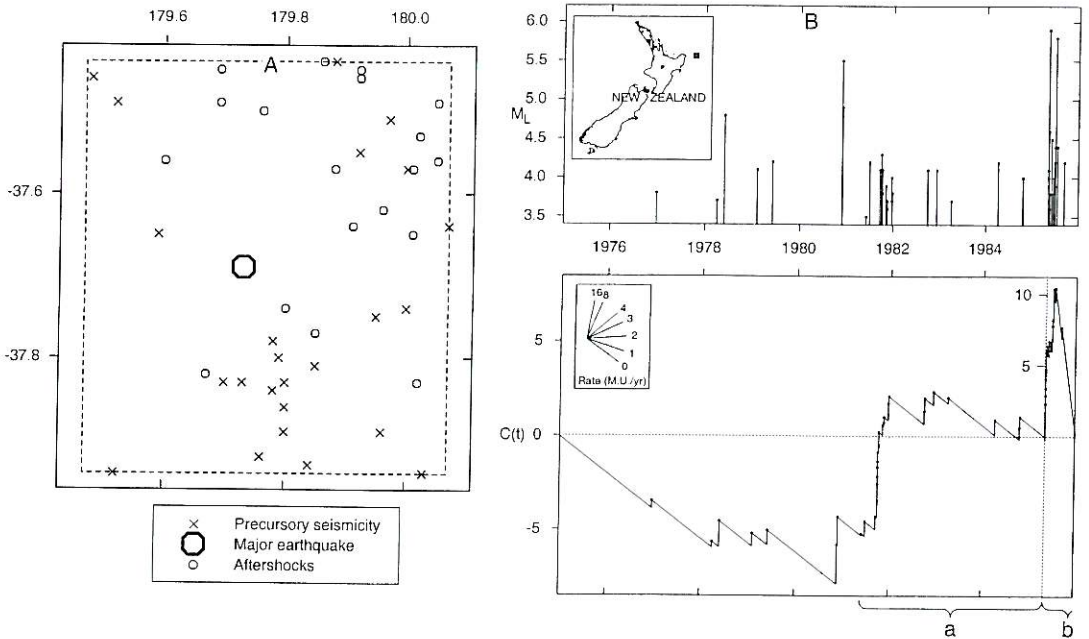 179.6 179.8 180.0
A
-37.6
-37.8
× Precursory seismicity
Major earthquake
○ Aftershocks
B
6.0
5.5
5.0
M_L
4.5
4.0
3.5
NEW ZEALAND
1976 1978 1980 1982 1984
16 8
4
3
2
1
0
Rate (M.U./yr)
10
5
5
C(t) 0
-5
a b